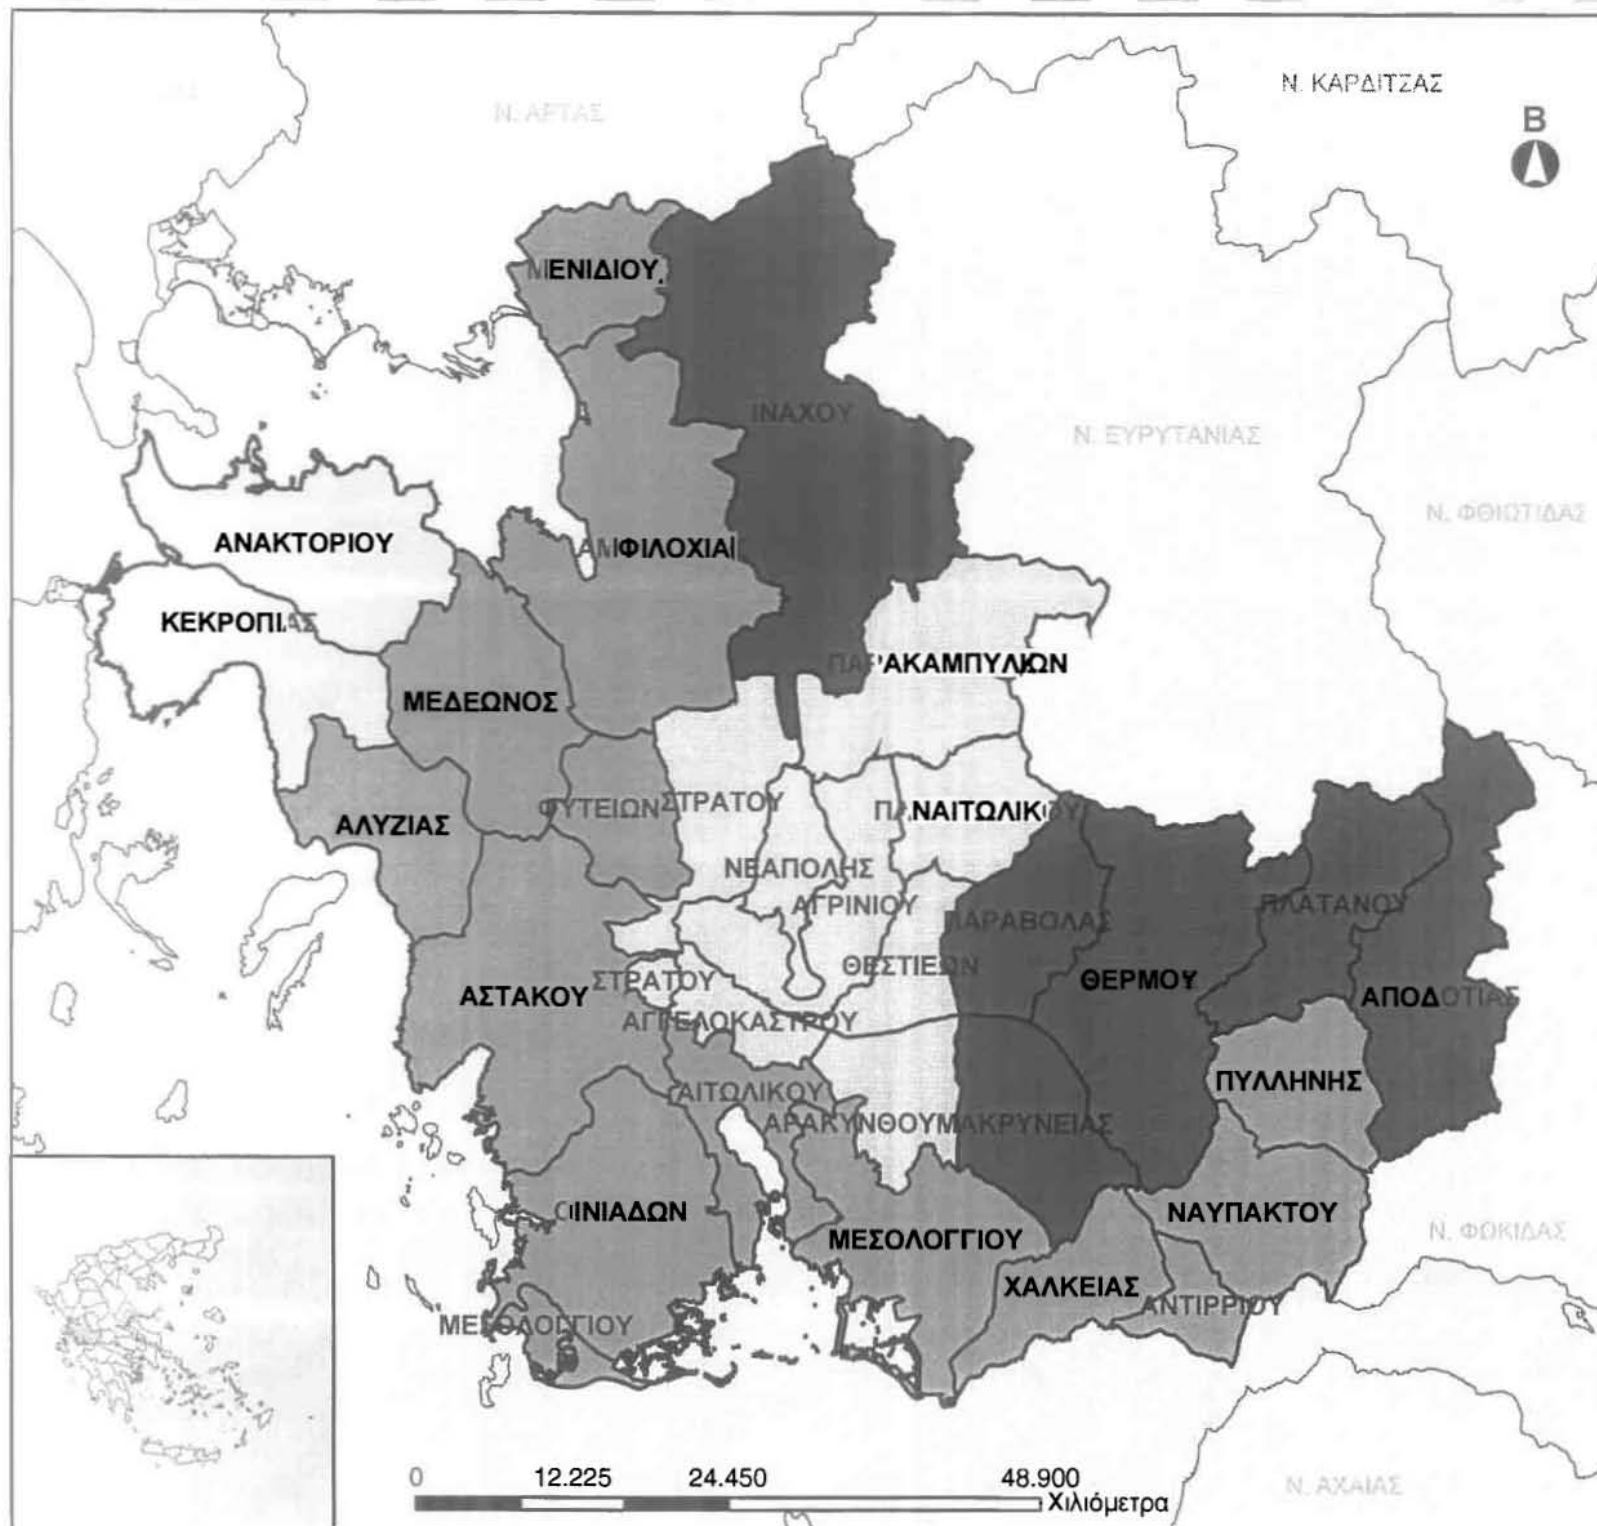 Ν. ΚΑΡΔΙΤΖΑΣ
Ν. ΑΡΤΑΣ
Β
ΜΕΝΙΔΙΟΥ
ΙΝΑΧΟΥ
Ν. ΕΥΡΥΤΑΝΙΑΣ
Ν. ΦΘΙΩΤΙΔΑΣ
ΑΝΑΚΤΟΡΙΟΥ
ΑΜΦΙΛΟΧΙΑΣ
ΚΕΚΡΟΠΙΑΣ
ΠΑΡΑΚΑΜΠΥΛΙΩΝ
ΜΕΔΕΩΝΟΣ
ΦΥΤΕΙΩΝ
ΣΤΡΑΤΟΥ
ΠΑΝΑΙΤΩΛΙΚΟΥ
ΑΛΥΖΙΑΣ
ΝΕΑΠΟΛΗΣ
ΑΓΡΙΝΙΟΥ
ΠΑΡΑΒΟΛΑΣ
ΠΛΑΤΑΝΟΥ
ΘΕΣΤΙΕΩΝ
ΘΕΡΜΟΥ
ΣΤΡΑΤΟΥ
ΑΣΤΑΚΟΥ
ΑΠΟΔΟΤΙΑΣ
ΑΓΓΕΛΟΚΑΣΤΡΟΥ
ΠΥΛΛΗΝΗΣ
ΑΙΤΩΛΙΚΟΥ
ΑΡΑΚΥΝΘΟΥ
ΜΑΚΡΥΝΕΙΑΣ
ΟΙΝΙΑΔΩΝ
ΝΑΥΠΑΚΤΟΥ
ΜΕΣΟΛΟΓΓΙΟΥ
Ν. ΦΩΚΙΔΑΣ
ΧΑΛΚΕΙΑΣ
ΑΝΤΙΡΡΙΟΥ
ΜΕΣΟΛΟΓΓΙΟΥ
0 12.225 24.450 48.900
Χιλιόμετρα
Ν. ΑΧΑΙΑΣ